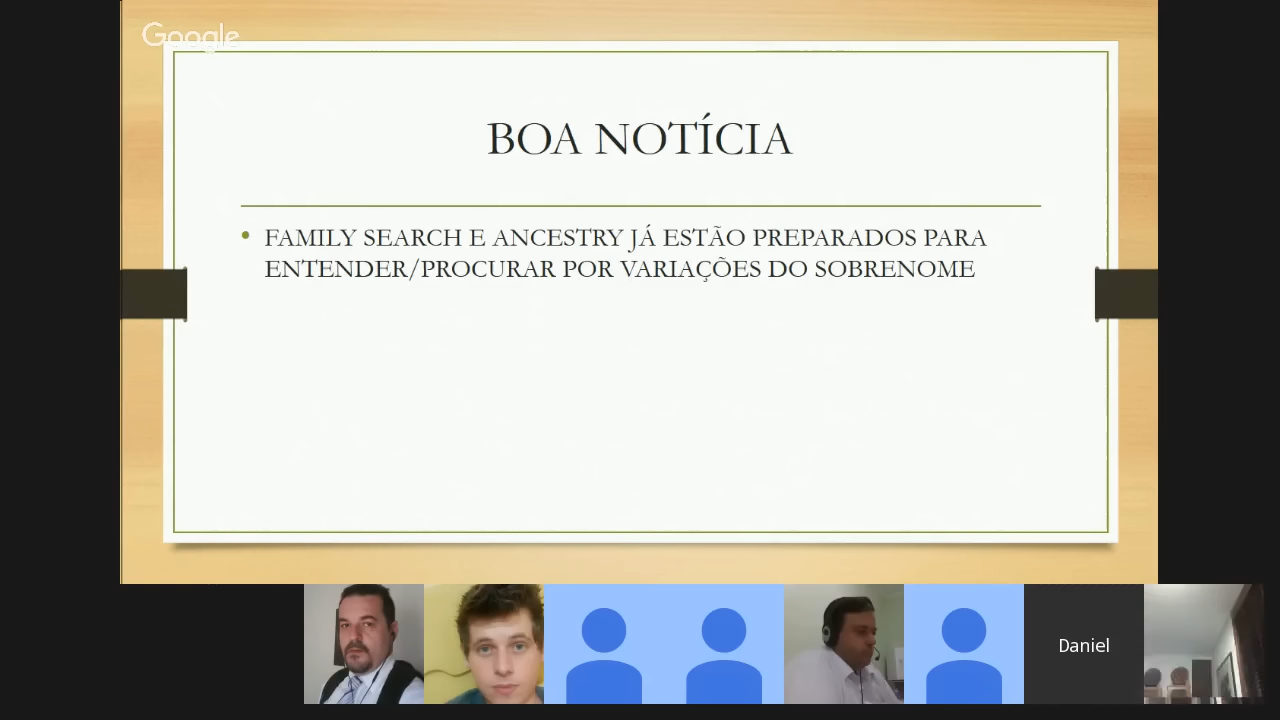 Google
BOA NOTÍCIA
• FAMILY SEARCH E ANCESTRY JÁ ESTÃO PREPARADOS PARA
ENTENDER/PROCURAR POR VARIAÇÕES DO SOBRENOME
Daniel